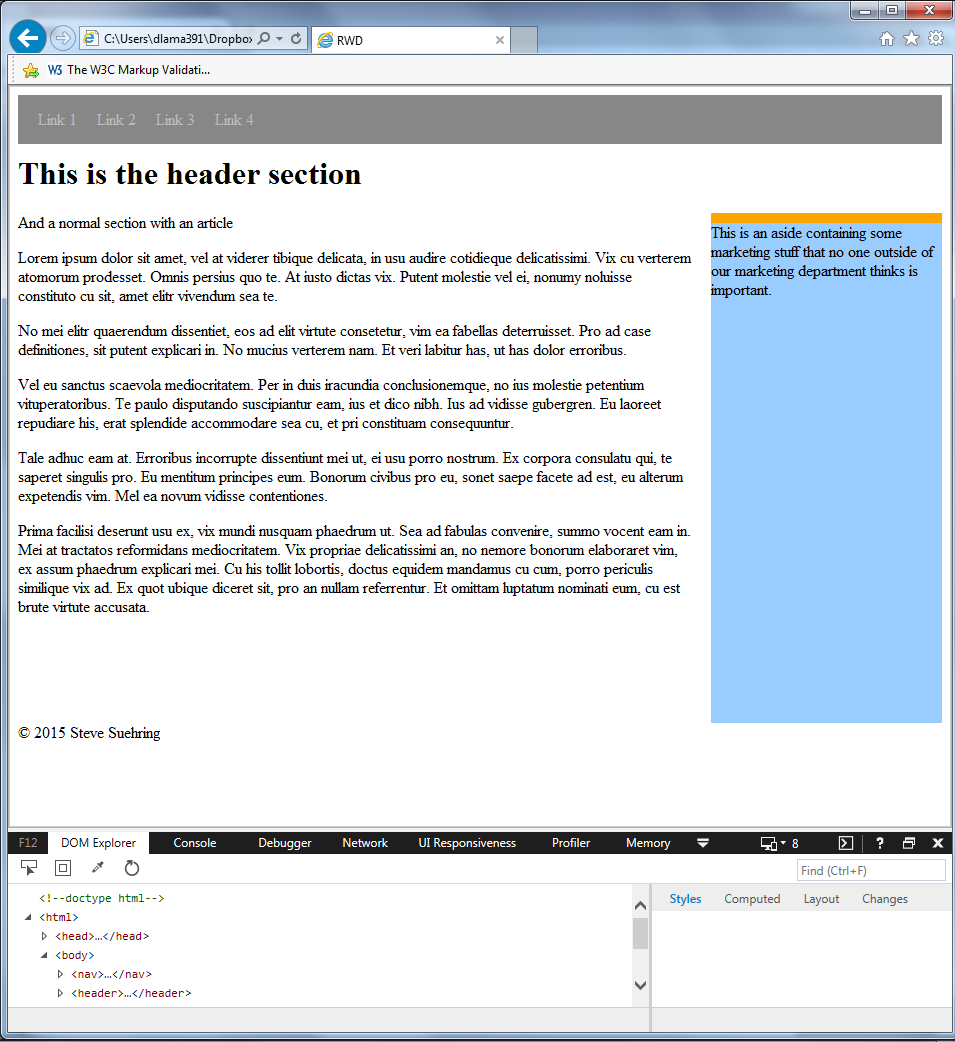 C:\Users\dlama391\Dropbox
RWD
W3 The W3C Markup Validati...
Link 1 Link 2 Link 3 Link 4
This is the header section
And a normal section with an article
Lorem ipsum dolor sit amet, vel at viderer tibique delicata, in usu audire cotidieque delicatissimi. Vix cu verterem
atomorum prodesset. Omnis persius quo te. At iusto dictas vix. Putent molestie vel ei, nonumy noluisse
constituto cu sit, amet elitr vivendum sea te.
No mei elitr quaerendum dissentiet, eos ad elit virtute consetetur, vim ea fabellas deterruisset. Pro ad case
definitiones, sit putent explicari in. No mucius verterem nam. Et veri labitur has, ut has dolor erroribus.
Vel eu sanctus scaevola mediocritatem. Per in duis iracundia conclusionemque, no ius molestie petentium
vituperatoribus. Te paulo disputando suscipiantur eam, ius et dico nibh. Ius ad vidisse gubergren. Eu laoreet
repudiare his, erat splendide accommodare sea cu, et pri constituam consequuntur.
Tale adhuc eam at. Erroribus incorrupte dissentiunt mei ut, ei usu porro nostrum. Ex corpora consulatu qui, te
saperet singulis pro. Eu mentitum principes eum. Bonorum civibus pro eu, sonet saepe facete ad est, eu alterum
expetendis vim. Mel ea novum vidisse contentiones.
Prima facilisi deserunt usu ex, vix mundi nusquam phaedrum ut. Sea ad fabulas convenire, summo vocent eam in.
Mei at tractatos reformidans mediocritatem. Vix propriae delicatissimi an, no nemore bonorum elaboraret vim,
ex assum phaedrum explicari mei. Cu his tollit lobortis, doctus equidem mandamus cu cum, porro periculis
similique vix ad. Ex quot ubique diceret sit, pro an nullam referrentur. Et omittam luptatum nominati eum, cu est
brute virtute accusata.
This is an aside containing some
marketing stuff that no one outside of
our marketing department thinks is
important.
© 2015 Steve Suehring
F12 DOM Explorer Console Debugger Network UI Responsiveness Profiler Memory 8 ?
Find (Ctrl+F)
<!--doctype html-->
<html>
<head>…</head>
<body>
<nav>…</nav>
<header>…</header>
Styles Computed Layout Changes